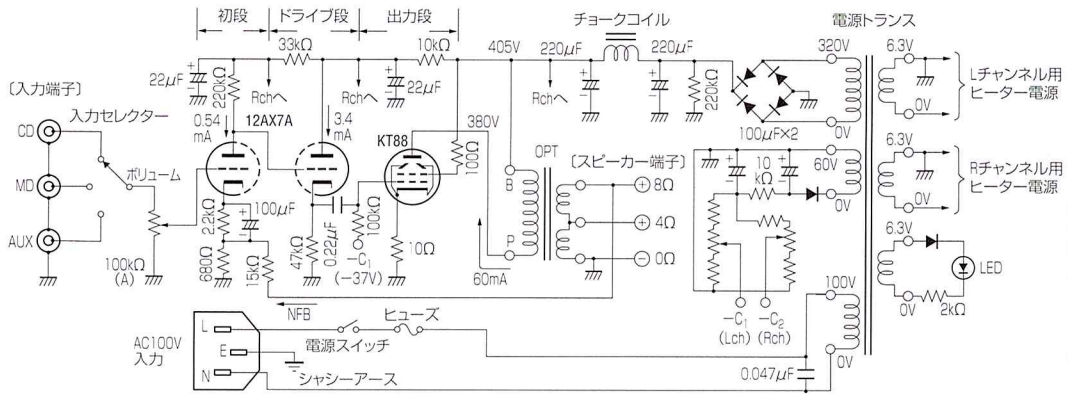 初段
ドライブ段
出力段
チョークコイル
電源トランス
33kΩ
10kΩ
405V
220μF
220μF
320V
6.3V
22μF
220kΩ
Rchへ
Rchへ
22μF
Rchへ
220kΩ
0V
Lチャンネル用
ヒーター電源
〔入力端子〕
入力セレクター
CD
MD
AUX
ボリューム
100kΩ
(A)
0.54
mA
12AX7A
3.4
mA
KT88
380V
100Ω
OPT
B
P
60mA
〔スピーカー端子〕
+ 8Ω
+ 4Ω
− 0Ω
100μF×2
0V
60V
0V
10
kΩ
6.3V
0V
Rチャンネル用
ヒーター電源
2.2kΩ
100μF
680Ω
15kΩ
47kΩ
0.22μF
100kΩ
−C₁
(−37V)
10Ω
NFB
−C₁
(Lch)
−C₂
(Rch)
100V
0V
6.3V
0V
LED
2kΩ
AC100V
入力
L
E
N
電源スイッチ
ヒューズ
シャシーアース
0.047μF